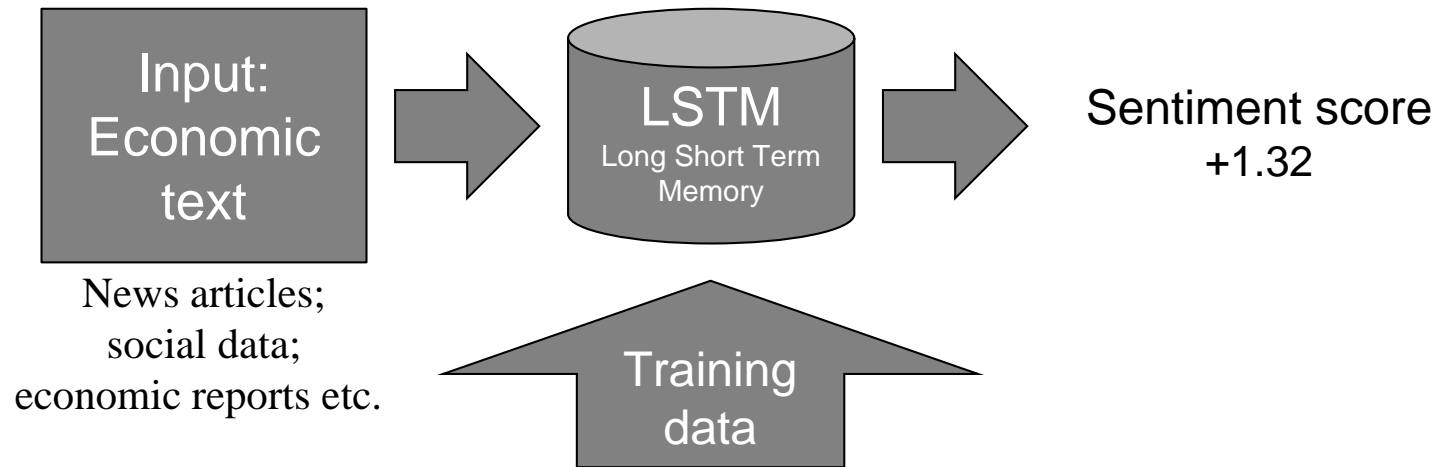 Input:
Economic
text
News articles;
social data;
economic reports etc.
LSTM
Long Short Term
Memory
Training
data
Sentiment score
+1.32